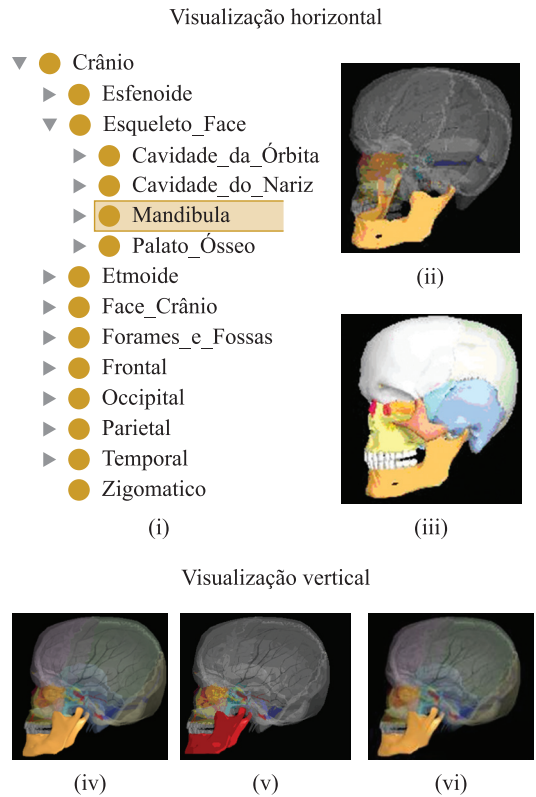 Visualização horizontal
Crânio
Esfenoide
Esqueleto_Face
Cavidade_da_Órbita
Cavidade_do_Nariz
Mandibula
Palato_Ósseo
Etmoide
Face_Crânio
Forames_e_Fossas
Frontal
Occipital
Parietal
Temporal
Zigomatico
(i)
(ii)
(iii)
Visualização vertical
(iv) (v) (vi)